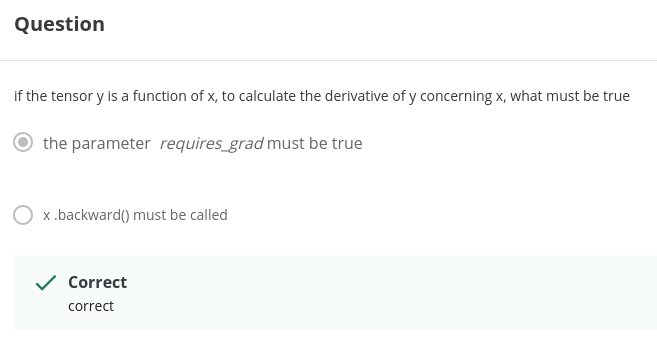 Question
if the tensor y is a function of x, to calculate the derivative of y concerning x, what must be true
the parameter requires_grad must be true
x .backward() must be called
Correct
correct